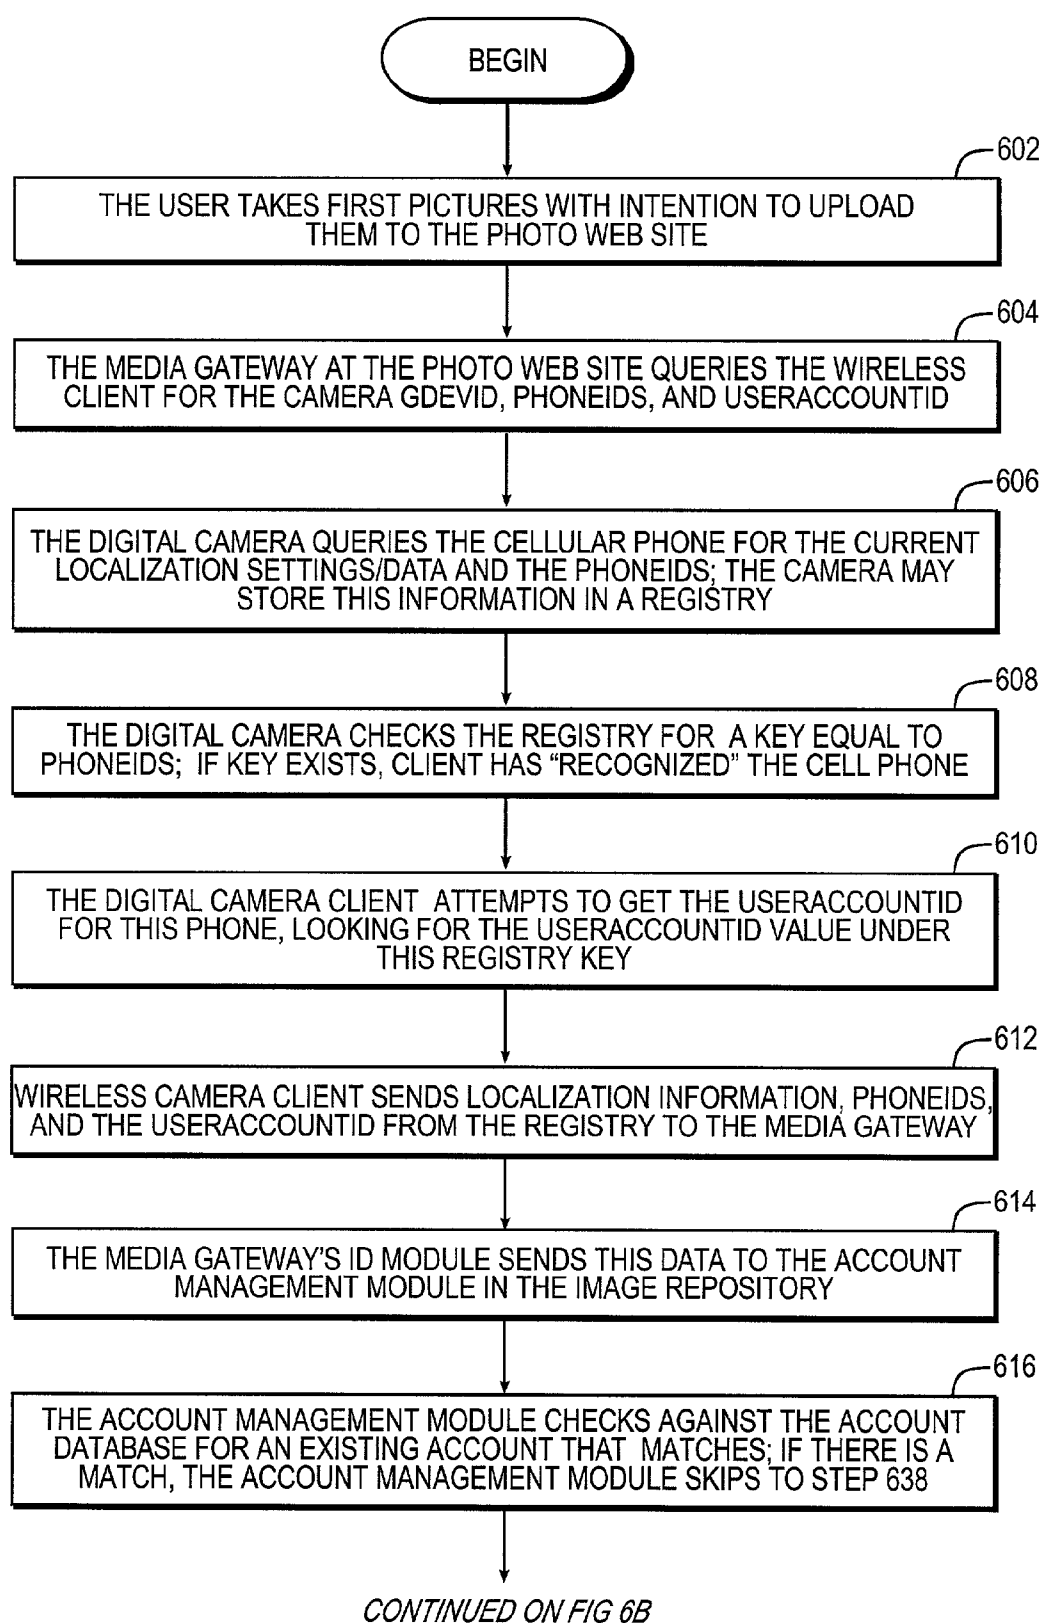 BEGIN
602
THE USER TAKES FIRST PICTURES WITH INTENTION TO UPLOAD
THEM TO THE PHOTO WEB SITE
604
THE MEDIA GATEWAY AT THE PHOTO WEB SITE QUERIES THE WIRELESS
CLIENT FOR THE CAMERA GDEVID, PHONEIDS, AND USERACCOUNTID
606
THE DIGITAL CAMERA QUERIES THE CELLULAR PHONE FOR THE CURRENT
LOCALIZATION SETTINGS/DATA AND THE PHONEIDS; THE CAMERA MAY
STORE THIS INFORMATION IN A REGISTRY
608
THE DIGITAL CAMERA CHECKS THE REGISTRY FOR A KEY EQUAL TO
PHONEIDS; IF KEY EXISTS, CLIENT HAS “RECOGNIZED” THE CELL PHONE
610
THE DIGITAL CAMERA CLIENT ATTEMPTS TO GET THE USERACCOUNTID
FOR THIS PHONE, LOOKING FOR THE USERACCOUNTID VALUE UNDER
THIS REGISTRY KEY
612
WIRELESS CAMERA CLIENT SENDS LOCALIZATION INFORMATION, PHONEIDS,
AND THE USERACCOUNTID FROM THE REGISTRY TO THE MEDIA GATEWAY
614
THE MEDIA GATEWAY’S ID MODULE SENDS THIS DATA TO THE ACCOUNT
MANAGEMENT MODULE IN THE IMAGE REPOSITORY
616
THE ACCOUNT MANAGEMENT MODULE CHECKS AGAINST THE ACCOUNT
DATABASE FOR AN EXISTING ACCOUNT THAT MATCHES; IF THERE IS A
MATCH, THE ACCOUNT MANAGEMENT MODULE SKIPS TO STEP 638
CONTINUED ON FIG 6B